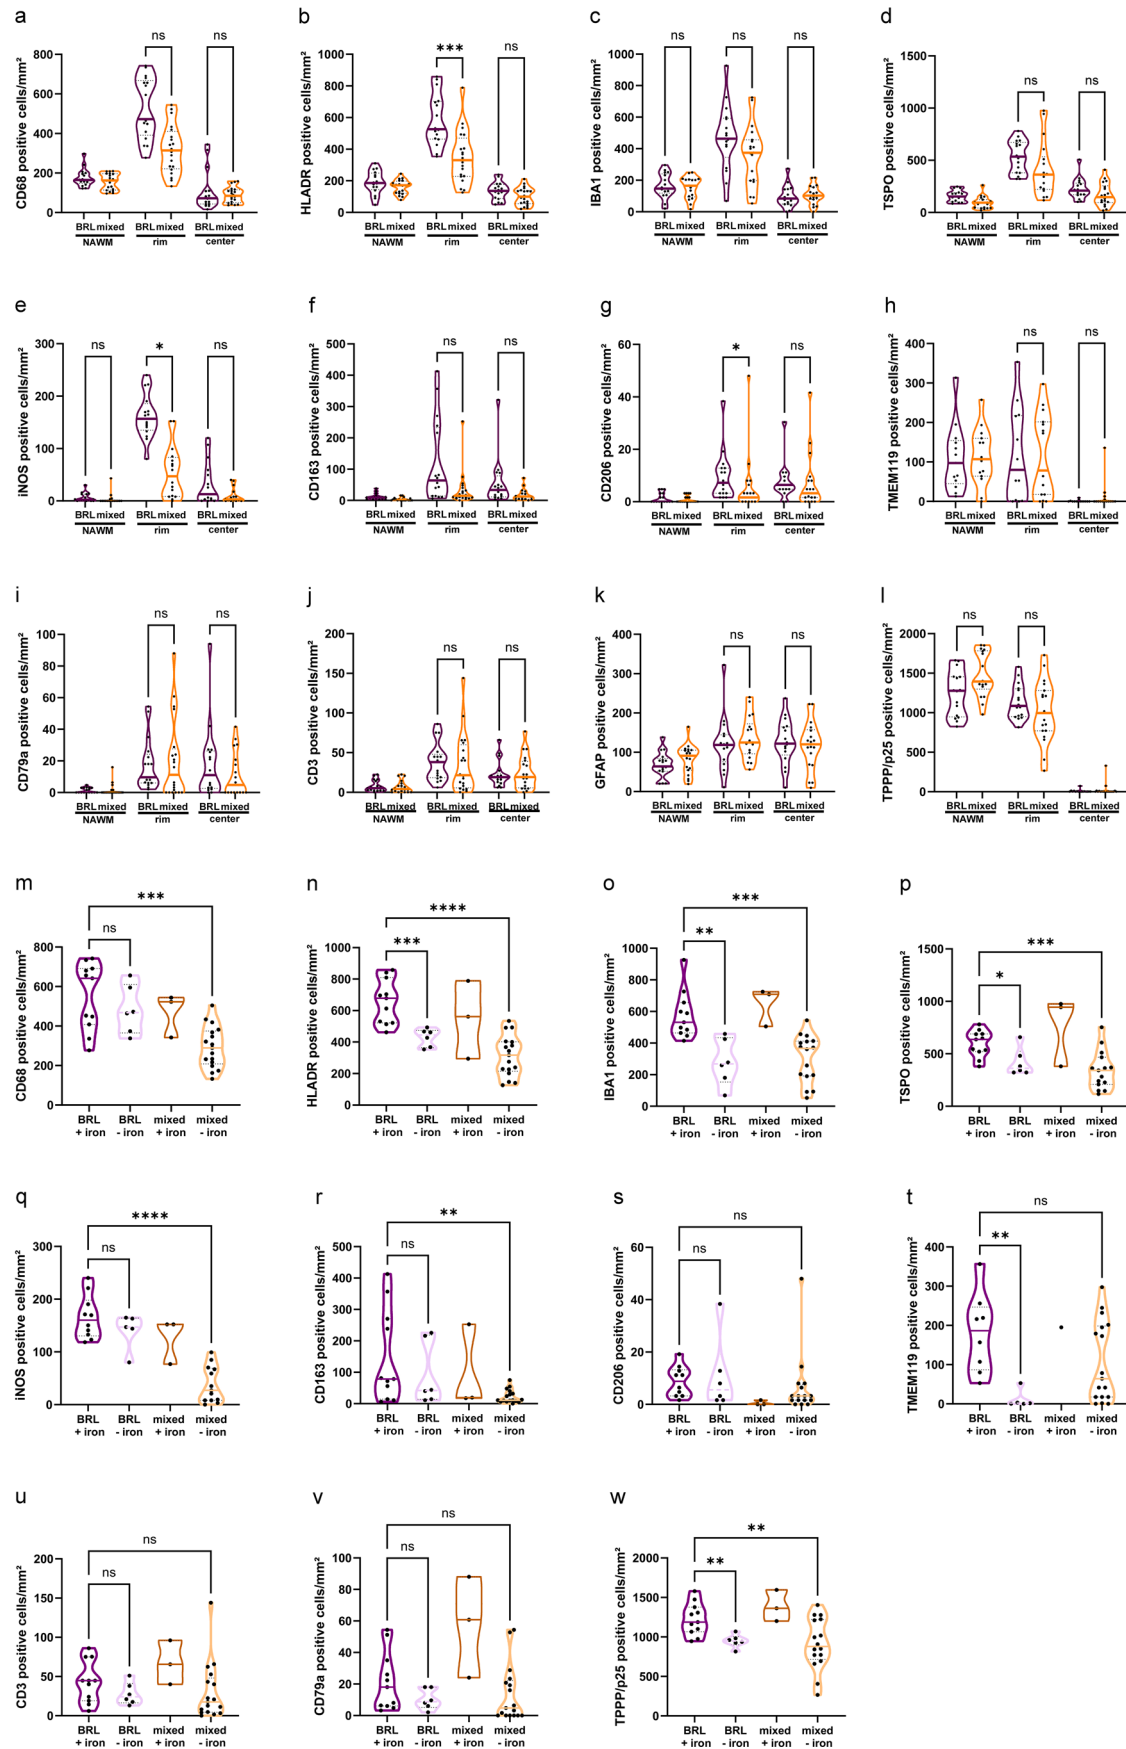 a
CD68 positive cells/mm²
800
600
400
200
0
ns
ns
BRL mixed BRL mixed BRL mixed
NAWM rim center
b
HLADR positive cells/mm²
1000
800
600
400
200
0
***
ns
BRL mixed BRL mixed BRL mixed
NAWM rim center
c
IBA1 positive cells/mm²
1000
800
600
400
200
0
ns
ns
ns
BRL mixed BRL mixed BRL mixed
NAWM rim center
d
TSPO positive cells/mm²
1500
1000
500
0
ns
ns
BRL mixed BRL mixed BRL mixed
NAWM rim center
e
iNOS positive cells/mm²
300
200
100
0
ns
*
ns
BRL mixed BRL mixed BRL mixed
NAWM rim center
f
CD163 positive cells/mm²
500
400
300
200
100
0
ns
ns
BRL mixed BRL mixed BRL mixed
NAWM rim center
g
CD206 positive cells/mm²
60
40
20
0
*
ns
BRL mixed BRL mixed BRL mixed
NAWM rim center
h
TMEM119 positive cells/mm²
400
300
200
100
0
ns
ns
BRL mixed BRL mixed BRL mixed
NAWM rim center
i
CD79a positive cells/mm²
100
80
60
40
20
0
ns
ns
BRL mixed BRL mixed BRL mixed
NAWM rim center
j
CD3 positive cells/mm²
200
150
100
50
0
ns
ns
BRL mixed BRL mixed BRL mixed
NAWM rim center
k
GFAP positive cells/mm²
400
300
200
100
0
ns
ns
BRL mixed BRL mixed BRL mixed
NAWM rim center
l
TPPP/p25 positive cells/mm²
2000
1500
1000
500
0
ns
ns
BRL mixed BRL mixed BRL mixed
NAWM rim center
m
CD68 positive cells/mm²
800
600
400
200
0
***
ns
BRL BRL mixed mixed
+ iron - iron + iron - iron
n
HLADR positive cells/mm²
1000
800
600
400
200
0
****
***
BRL BRL mixed mixed
+ iron - iron + iron - iron
o
IBA1 positive cells/mm²
1000
800
600
400
200
0
***
**
BRL BRL mixed mixed
+ iron - iron + iron - iron
p
TSPO positive cells/mm²
1500
1000
500
0
***
*
BRL BRL mixed mixed
+ iron - iron + iron - iron
q
iNOS positive cells/mm²
300
200
100
0
****
ns
BRL BRL mixed mixed
+ iron - iron + iron - iron
r
CD163 positive cells/mm²
500
400
300
200
100
0
**
ns
BRL BRL mixed mixed
+ iron - iron + iron - iron
s
CD206 positive cells/mm²
60
40
20
0
ns
ns
BRL BRL mixed mixed
+ iron - iron + iron - iron
t
TMEM119 positive cells/mm²
400
300
200
100
0
ns
**
BRL BRL mixed mixed
+ iron - iron + iron - iron
u
CD3 positive cells/mm²
200
150
100
50
0
ns
ns
BRL BRL mixed mixed
+ iron - iron + iron - iron
v
CD79a positive cells/mm²
100
80
60
40
20
0
ns
ns
BRL BRL mixed mixed
+ iron - iron + iron - iron
w
TPPP/p25 positive cells/mm²
2000
1500
1000
500
0
**
**
BRL BRL mixed mixed
+ iron - iron + iron - iron